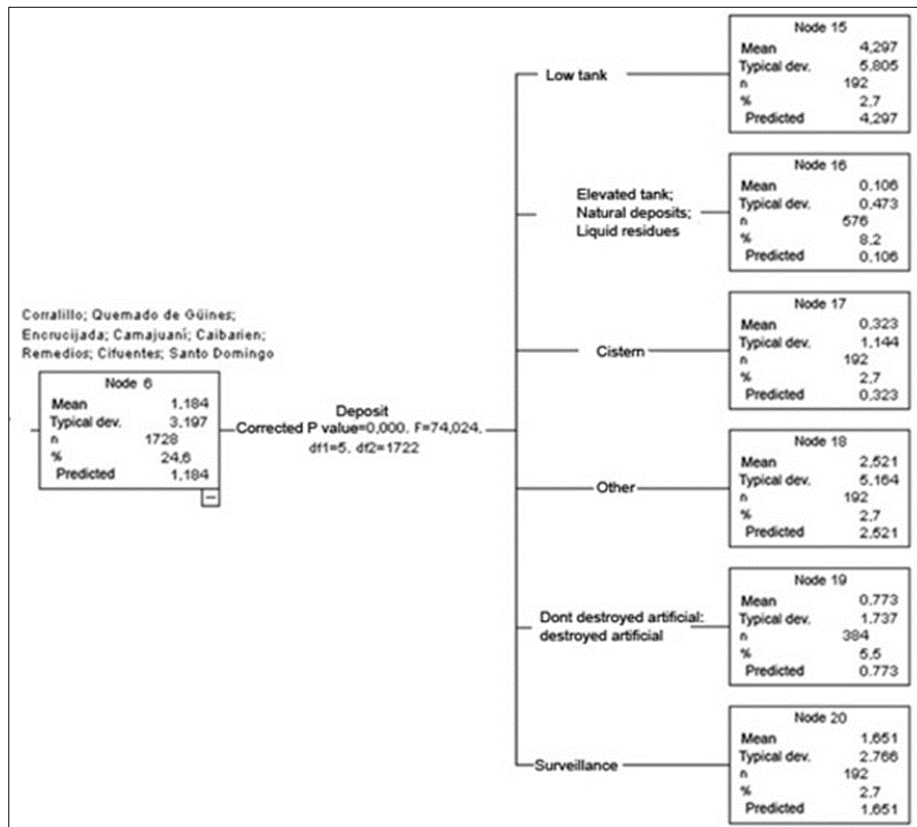 Corralillo; Quemado de Güines;
Encrucijada; Camajuaní; Caibarien;
Remedios; Cifuentes; Santo Domingo
Node 6
Mean 1,184
Typical dev. 3,197
n 1728
% 24,6
Predicted 1,184
Deposit
Corrected P value=0,000. F=74,024.
df1=5. df2=1722
Low tank
Node 15
Mean 4,297
Typical dev. 5,805
n 192
% 2,7
Predicted 4,297
Elevated tank;
Natural deposits;
Liquid residues
Node 16
Mean 0,106
Typical dev. 0,473
n 576
% 8,2
Predicted 0,106
Cistern
Node 17
Mean 0,323
Typical dev. 1,144
n 192
% 2,7
Predicted 0,323
Other
Node 18
Mean 2,521
Typical dev. 5,164
n 192
% 2,7
Predicted 2,521
Dont destroyed artificial:
destroyed artificial
Node 19
Mean 0,773
Typical dev. 1,737
n 384
% 5,5
Predicted 0,773
Surveillance
Node 20
Mean 1,651
Typical dev. 2,766
n 192
% 2,7
Predicted 1,651